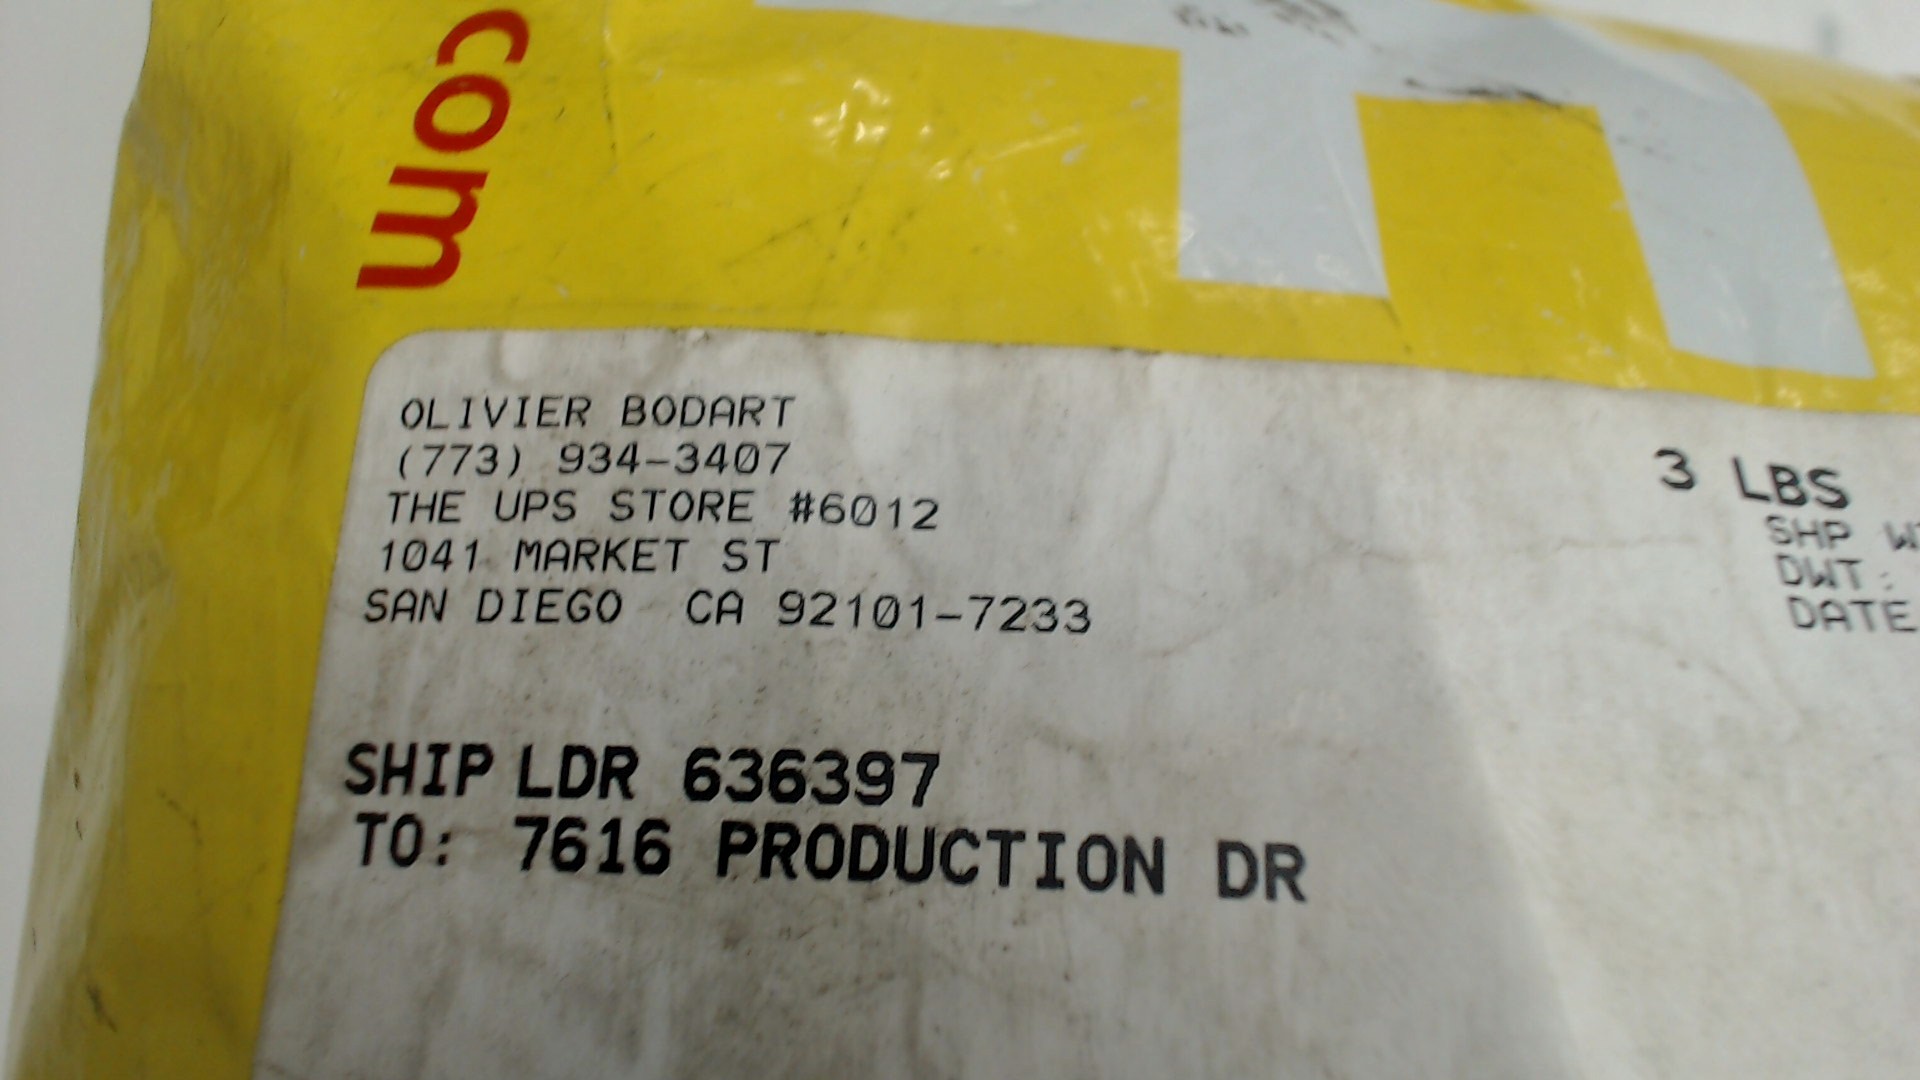 com
OLIVIER BODART
(773) 934-3407
THE UPS STORE #6012
1041 MARKET ST
SAN DIEGO CA 92101-7233
3 LBS
SHP
DWT:
DATE
SHIP LDR 636397
TO: 7616 PRODUCTION DR